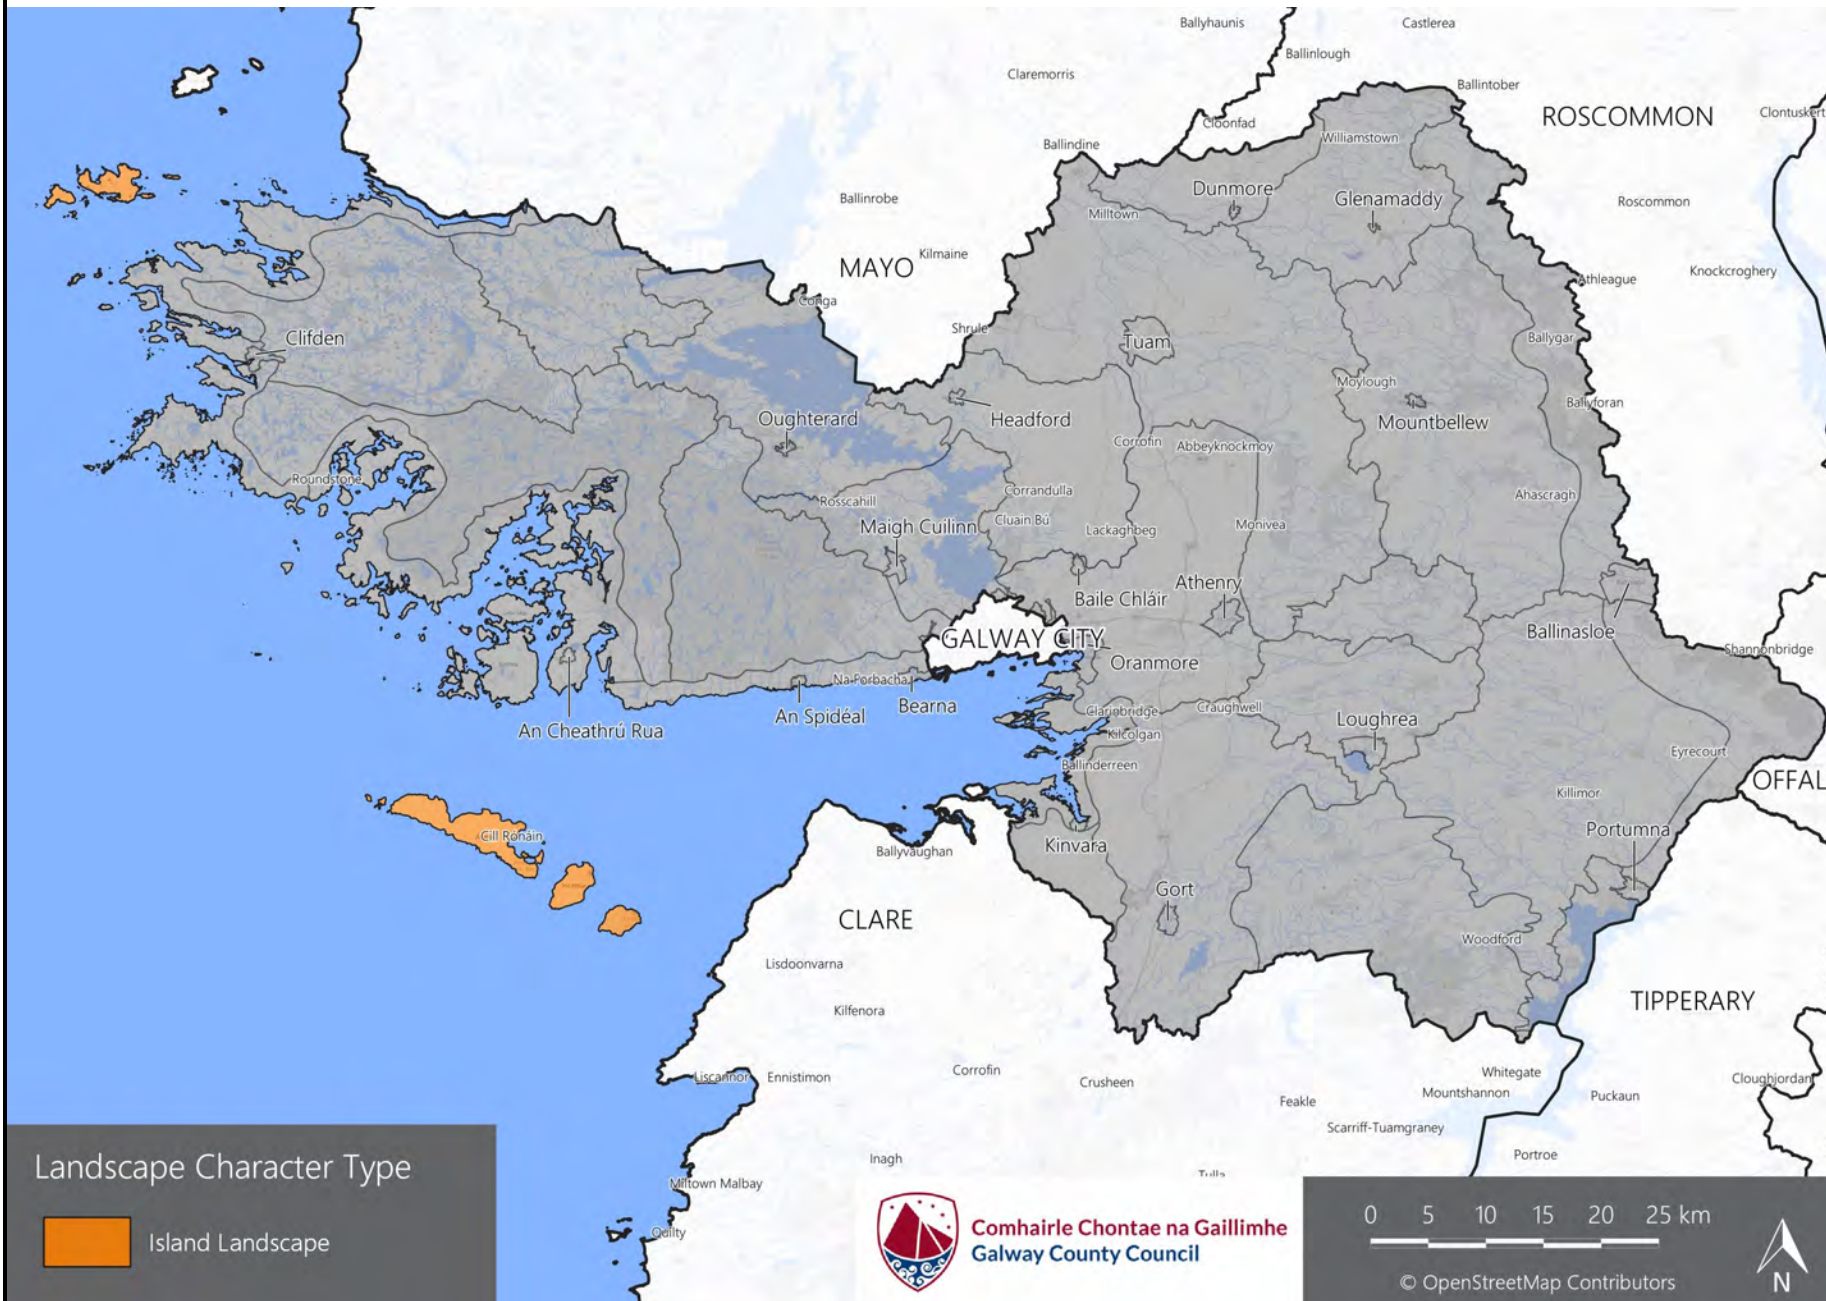 Ballyhaunis
Castlerea
Ballinlough
Claremorris
Ballintober
ROSCOMMON
Clontuskert
Cloonfad
Williamstown
Ballindine
Dunmore
Glenamaddy
Ballinrobe
Roscommon
Milltown
MAYO
Kilmaine
Athleague
Knockcroghery
Conga
Shrule
Clifden
Tuam
Ballygar
Moylough
Ballyforan
Oughterard
Headford
Mountbellew
Corrofin
Abbeyknockmoy
Roundstone
Rosscahill
Corrandulla
Ahascragh
Maigh Cuilinn
Cluain Bú
Lackaghbeg
Monivea
Athenry
Baile Chláir
Ballinasloe
GALWAY CITY
Shannonbridge
Oranmore
Na Forbacha
An Spidéal
Bearna
Clarinbridge
Craughwell
Loughrea
An Cheathrú Rua
Kilcolgan
Eyrecourt
Ballinderreen
OFFAL
Killimor
Cill Rónáin
Portumna
Kinvara
Ballyvaughan
Gort
CLARE
Woodford
Lisdoonvarna
TIPPERARY
Kilfenora
Liscannor
Ennistimon
Corrofin
Crusheen
Whitegate
Cloughjordan
Mountshannon
Puckaun
Feakle
Scarriff-Tuamgraney
Inagh
Portroe
Tulla
Miltown Malbay
Quilty
Landscape Character Type
Island Landscape
Comhairle Chontae na Gaillimhe
Galway County Council
0 5 10 15 20 25 km
© OpenStreetMap Contributors
N